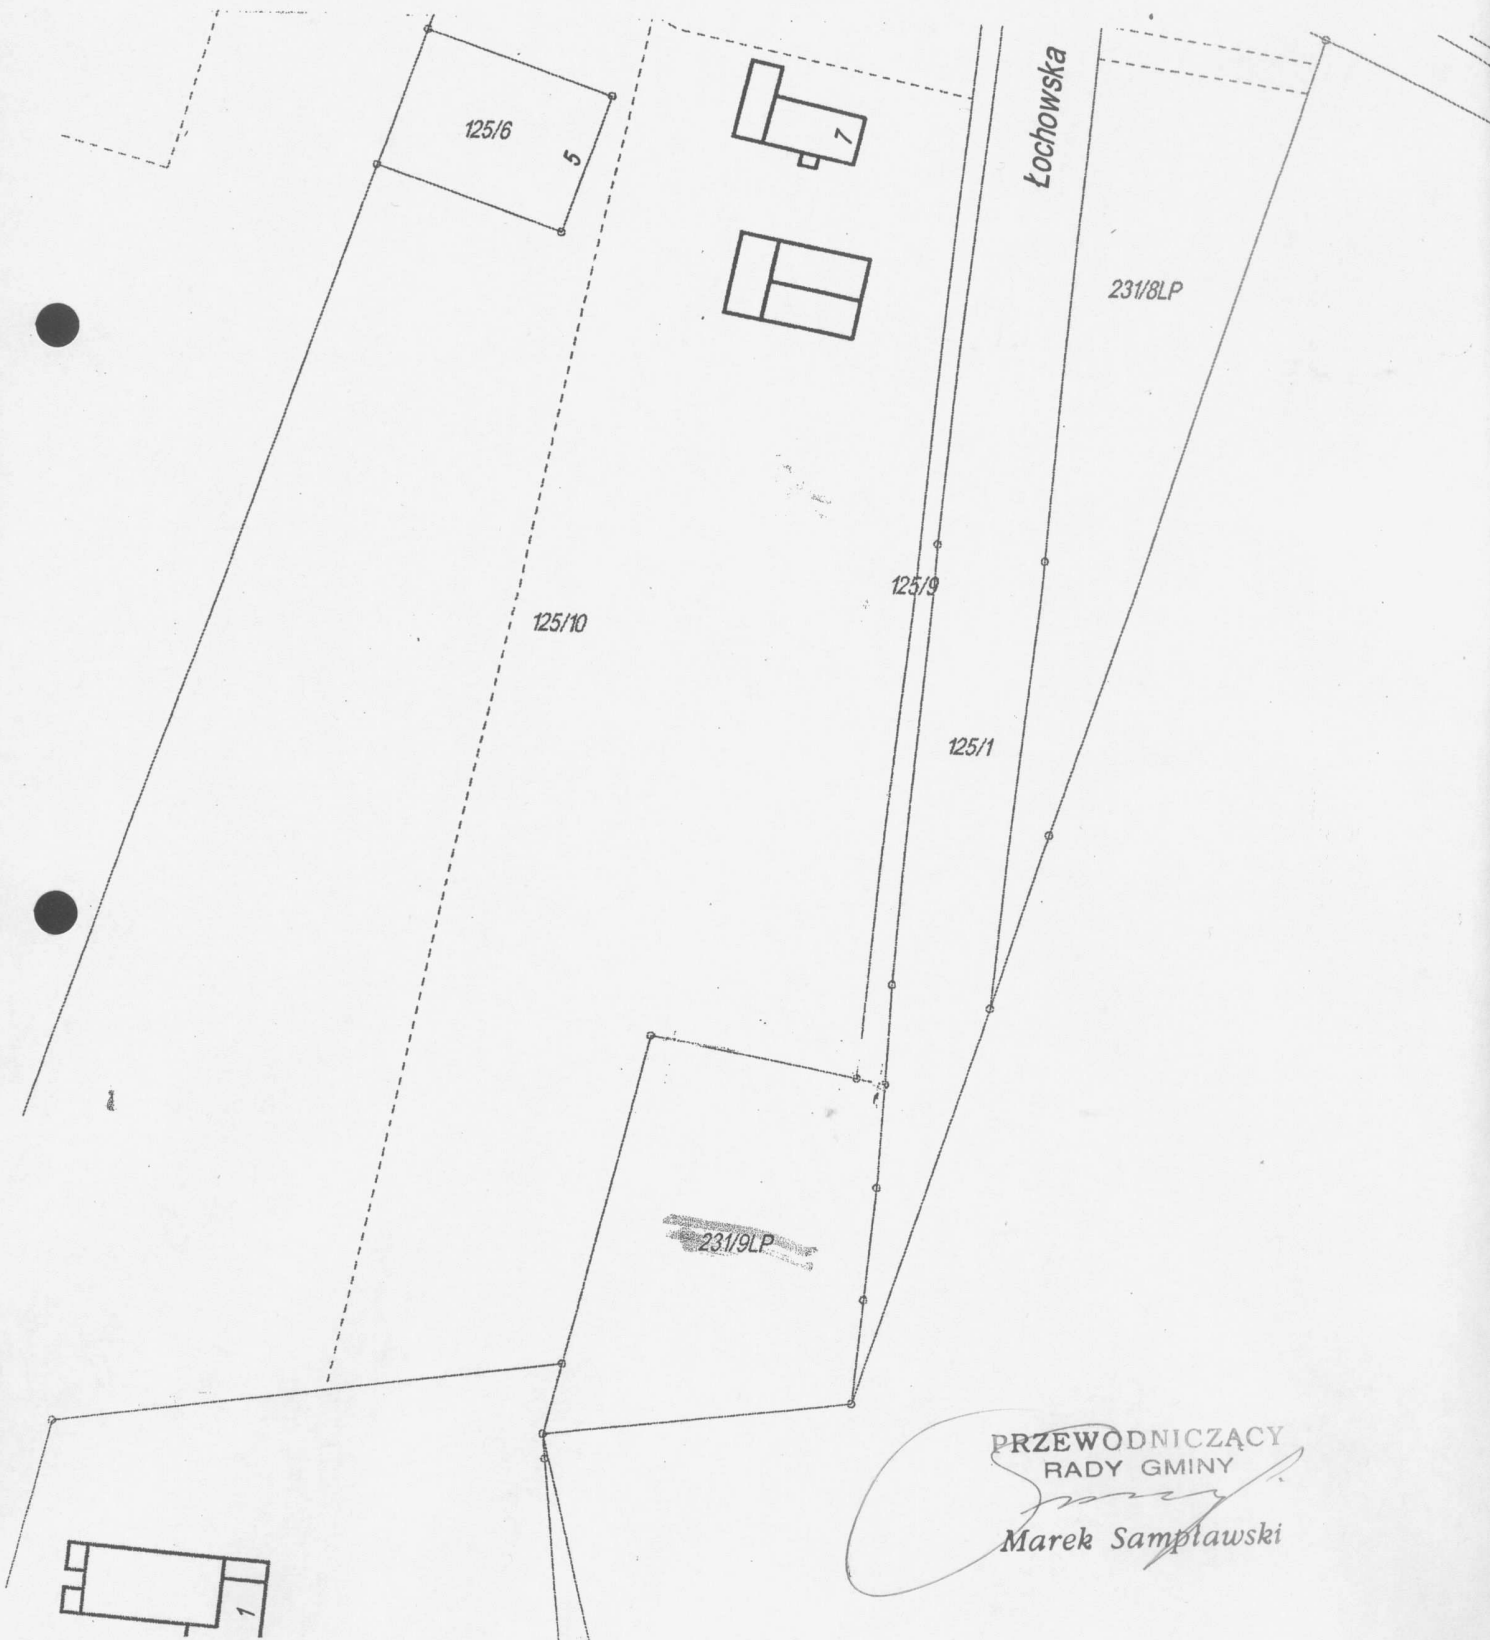 125/6
5
7
Łochowska
231/8LP
125/9
125/10
125/1
231/9LP
PRZEWODNICZĄCY
RADY GMINY
Marek Sampławski
1